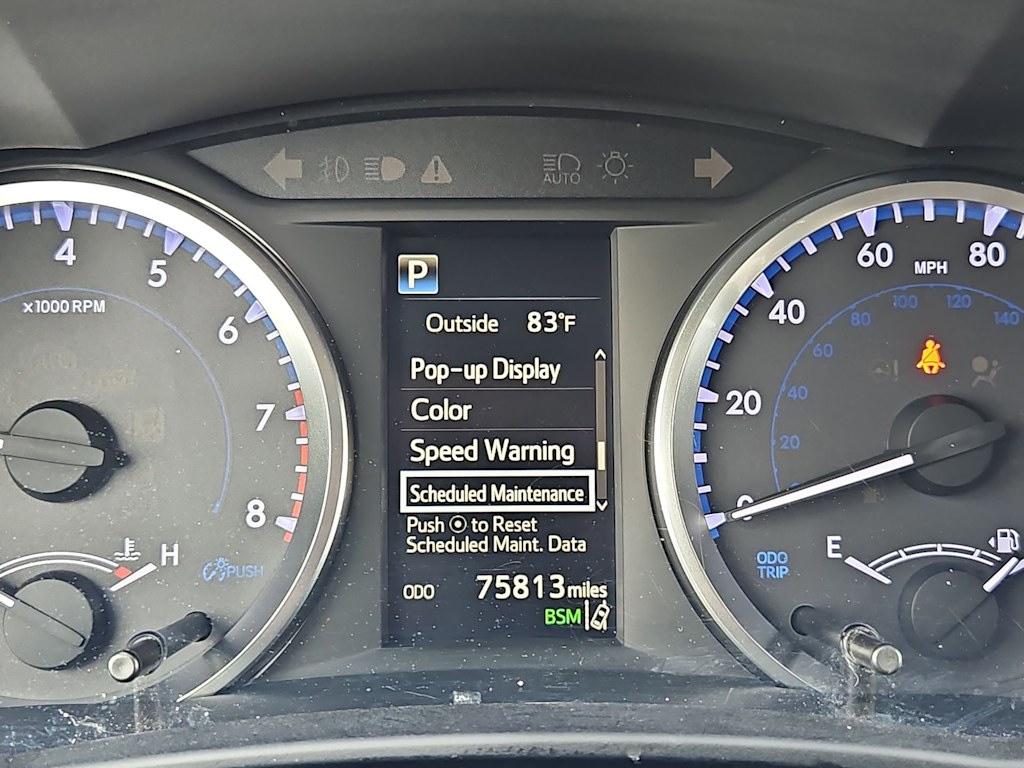 AUTO
4
5
6
7
8
x1000 RPM
H
PUSH
P
Outside 83°F
Pop-up Display
Color
Speed Warning
Scheduled Maintenance
Push to Reset
Scheduled Maint. Data
ODO 75813 miles
BSM
0
20
40
60
80
MPH
20
40
60
80
100
120
140
E
ODO
TRIP